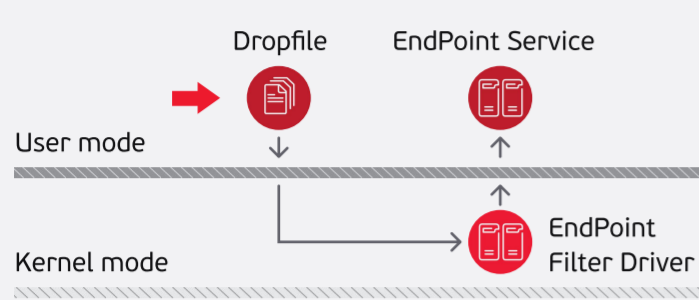 Dropfile
EndPoint Service
User mode
EndPoint
Filter Driver
Kernel mode